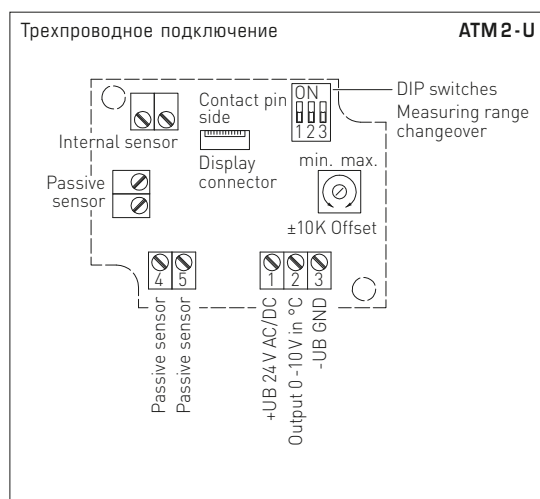 Трехпроводное подключение
ATM2-U
ON
1 2 3
DIP switches
Measuring range
changeover
Contact pin
side
Internal sensor
Display
connector
Passive
sensor
min. max.
±10K Offset
4 5
1 2 3
Passive sensor
Passive sensor
+UB 24 V AC/DC
Output 0 -10V in °C
-UB GND